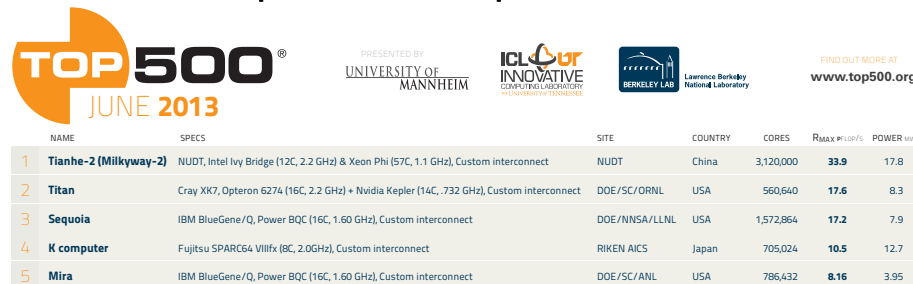 TOP500®
JUNE 2013
PRESENTED BY
UNIVERSITY OF
MANNHEIM
ICL UT
INNOVATIVE
COMPUTING LABORATORY
THE UNIVERSITY of TENNESSEE
BERKELEY LAB
Lawrence Berkeley
National Laboratory
FIND OUT MORE AT
www.top500.org
NAME SPECS SITE COUNTRY CORES RMAX PFLOP/S POWER MW
1 Tianhe-2 (Milkyway-2) NUDT, Intel Ivy Bridge (12C, 2.2 GHz) & Xeon Phi (57C, 1.1 GHz), Custom interconnect NUDT China 3,120,000 33.9 17.8
2 Titan Cray XK7, Opteron 6274 (16C, 2.2 GHz) + Nvidia Kepler (14C, .732 GHz), Custom interconnect DOE/SC/ORNL USA 560,640 17.6 8.3
3 Sequoia IBM BlueGene/Q, Power BQC (16C, 1.60 GHz), Custom interconnect DOE/NNSA/LLNL USA 1,572,864 17.2 7.9
4 K computer Fujitsu SPARC64 VIIIfx (8C, 2.0GHz), Custom interconnect RIKEN AICS Japan 705,024 10.5 12.7
5 Mira IBM BlueGene/Q, Power BQC (16C, 1.60 GHz), Custom interconnect DOE/SC/ANL USA 786,432 8.16 3.95